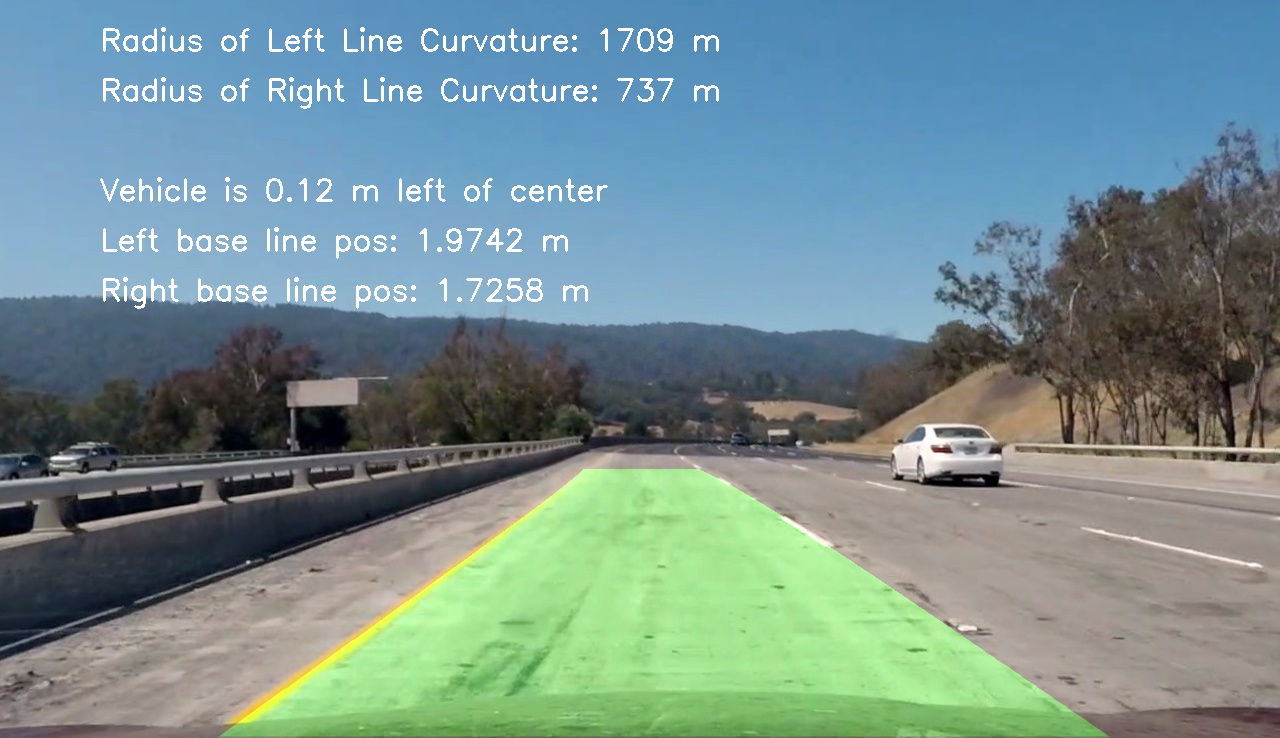 Radius of Left Line Curvature: 1709 m
Radius of Right Line Curvature: 737 m
Vehicle is 0.12 m left of center
Left base line pos: 1.9742 m
Right base line pos: 1.7258 m